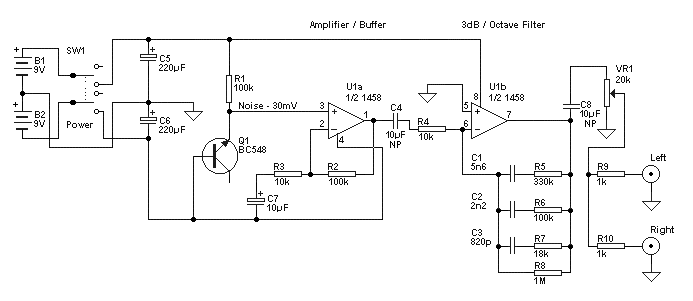 Amplifier / Buffer
3dB / Octave Filter
SW1
+
B1
9V
+
B2
9V
Power
+
C5
220µF
+
C6
220µF
R1
100k
Noise - 30mV
Q1
BC548
U1a
1/2 1458
3
+
2
−
1
4
R3
10k
R2
100k
+
C7
10µF
C4
10µF
NP
R4
10k
U1b
1/2 1458
8
5
+
6
−
7
C1
5n6
R5
330k
C2
2n2
R6
100k
C3
820p
R7
18k
R8
1M
C8
10µF
NP
VR1
20k
R9
1k
Left
R10
1k
Right